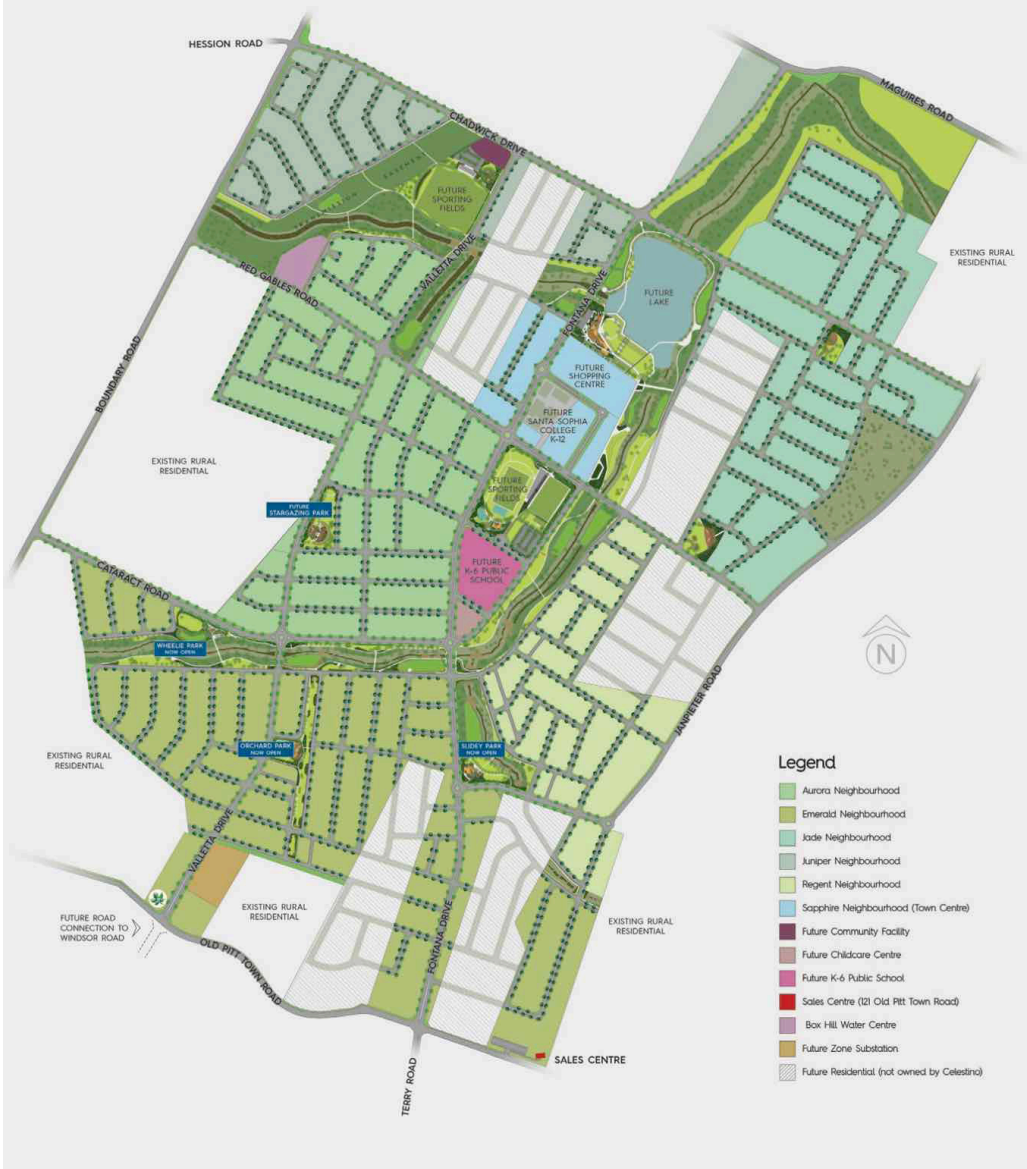 HESSION ROAD
MAGUIRES ROAD
CHADWICK DRIVE
EASEMENT
FUTURE
SPORTING
FIELDS
EXISTING RURAL
RESIDENTIAL
VALLETTA DRIVE
RED GABLES ROAD
FONTANA DRIVE
FUTURE
LAKE
BOUNDARY ROAD
FUTURE
SHOPPING
CENTRE
FUTURE
SANTA SOPHIA
COLLEGE
K-12
EXISTING RURAL
RESIDENTIAL
FUTURE
SPORTING
FIELDS
FUTURE
STARGAZING PARK
FUTURE
K-6 PUBLIC
SCHOOL
CATARACT ROAD
WHEELIE PARK
NOW OPEN
N
JANPIETER ROAD
ORCHARD PARK
NOW OPEN
SLIDEY PARK
NOW OPEN
EXISTING RURAL
RESIDENTIAL
VALLETTA DRIVE
FUTURE ROAD
CONNECTION TO
WINDSOR ROAD
EXISTING RURAL
RESIDENTIAL
OLD PITT TOWN ROAD
FONTANA DRIVE
EXISTING RURAL
RESIDENTIAL
SALES CENTRE
TERRY ROAD
Legend
Aurora Neighbourhood
Emerald Neighbourhood
Jade Neighbourhood
Juniper Neighbourhood
Regent Neighbourhood
Sapphire Neighbourhood (Town Centre)
Future Community Facility
Future Childcare Centre
Future K-6 Public School
Sales Centre (121 Old Pitt Town Road)
Box Hill Water Centre
Future Zone Substation
Future Residential (not owned by Celestino)